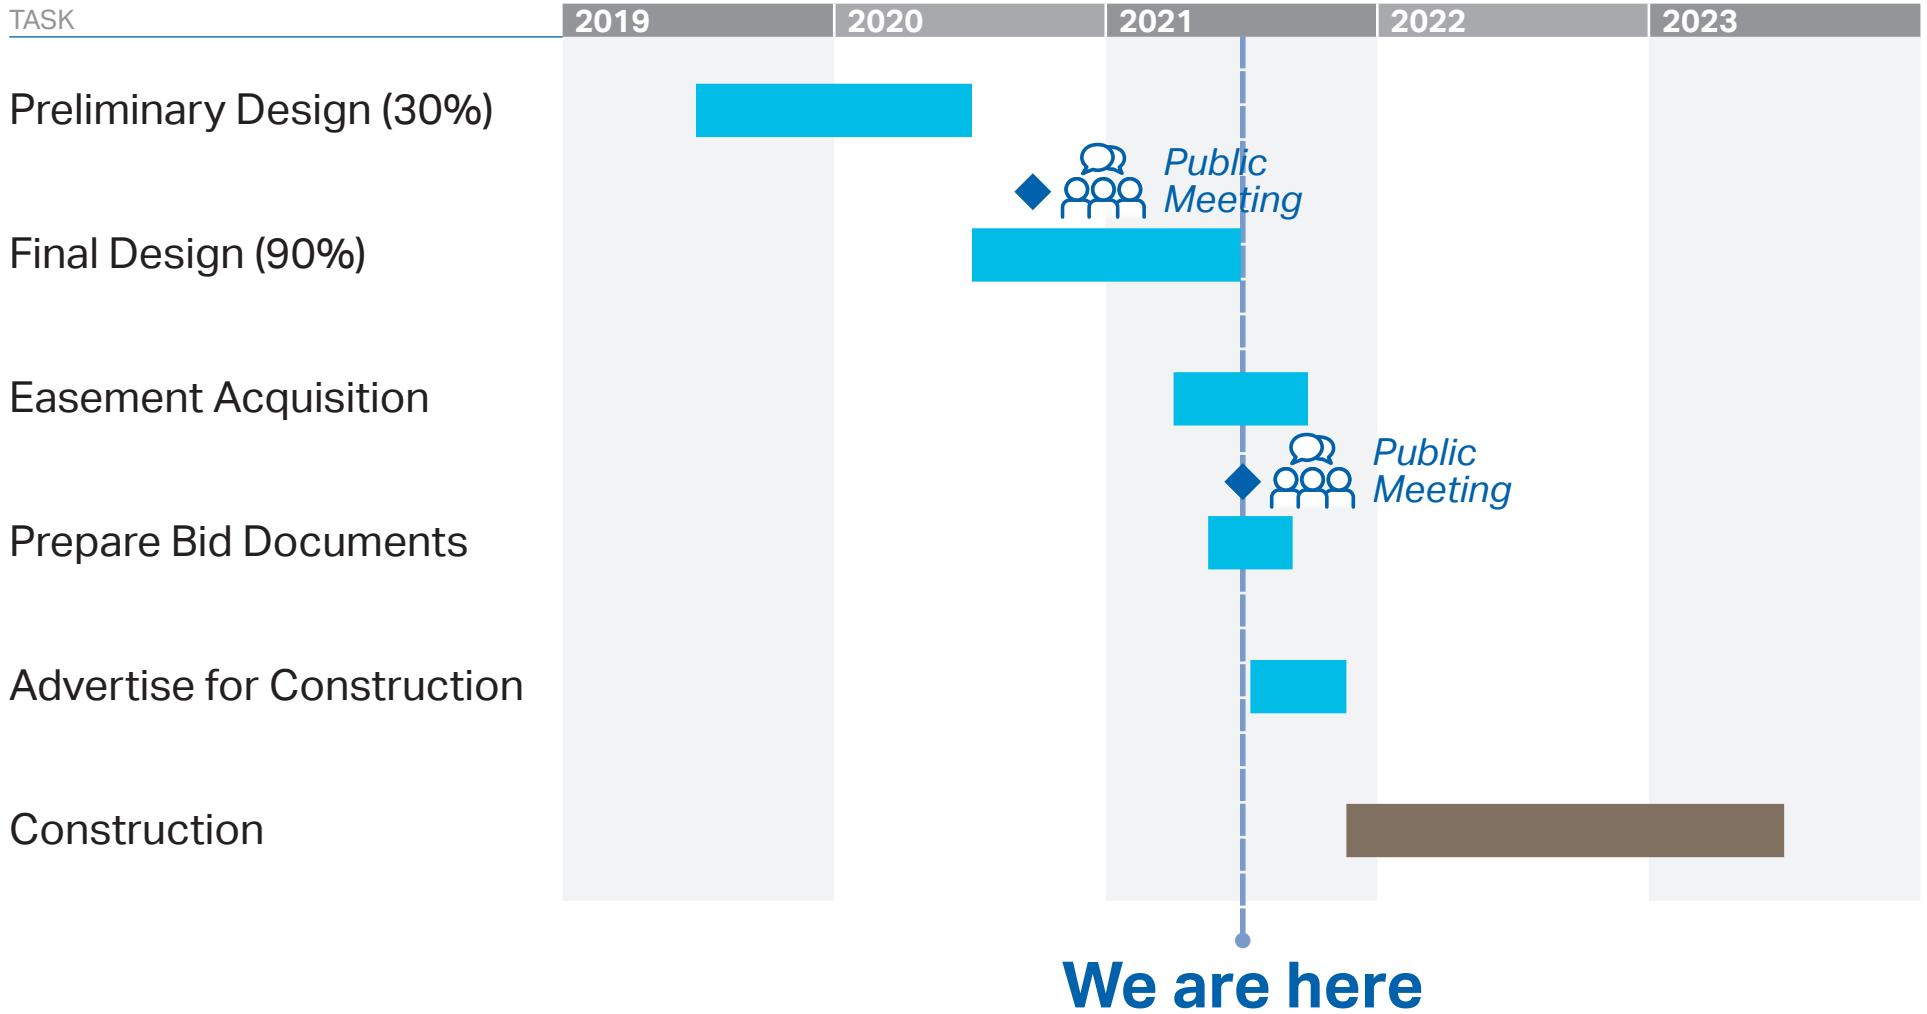 TASK
2019
2020
2021
2022
2023
Preliminary Design (30%)
Public
Meeting
Final Design (90%)
Easement Acquisition
Public
Meeting
Prepare Bid Documents
Advertise for Construction
Construction
We are here